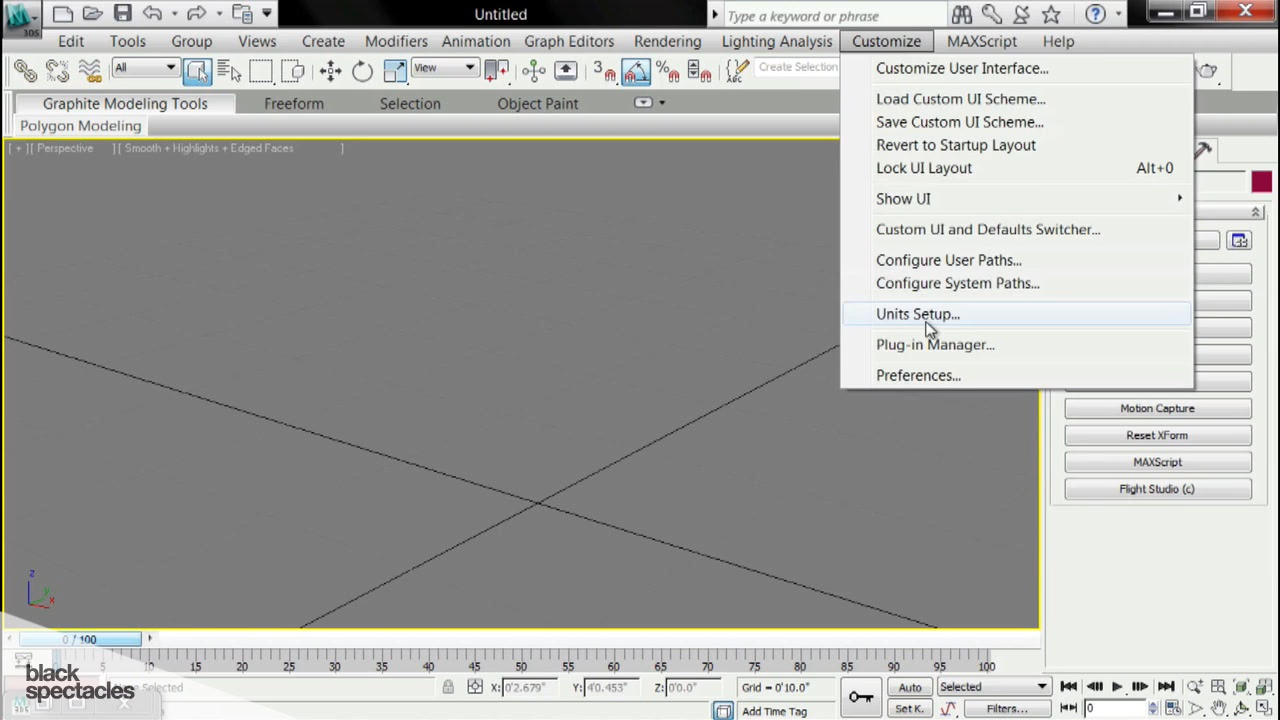 3DS
Untitled
Type a keyword or phrase
Edit Tools Group Views Create Modifiers Animation Graph Editors Rendering Lighting Analysis Customize MAXScript Help
All View 3 Create Selection
Graphite Modeling Tools Freeform Selection Object Paint
Polygon Modeling
[ + ][ Perspective ][ Smooth + Highlights + Edged Faces ]
Customize User Interface...
Load Custom UI Scheme...
Save Custom UI Scheme...
Revert to Startup Layout
Lock UI Layout Alt+0
Show UI
Custom UI and Defaults Switcher...
Configure User Paths...
Configure System Paths...
Units Setup...
Plug-in Manager...
Preferences...
Motion Capture
Reset XForm
MAXScript
Flight Studio (c)
z
y
x
0 / 100
5 10 15 20 25 30 35 40 45 50 55 60 65 70 75 80 85 90 95 100
black
spectacles
Selected X: 0'2.679" Y: 4'0.453" Z: 0'0.0" Grid = 0'10.0" Auto Selected
Add Time Tag Set K. Filters... 0